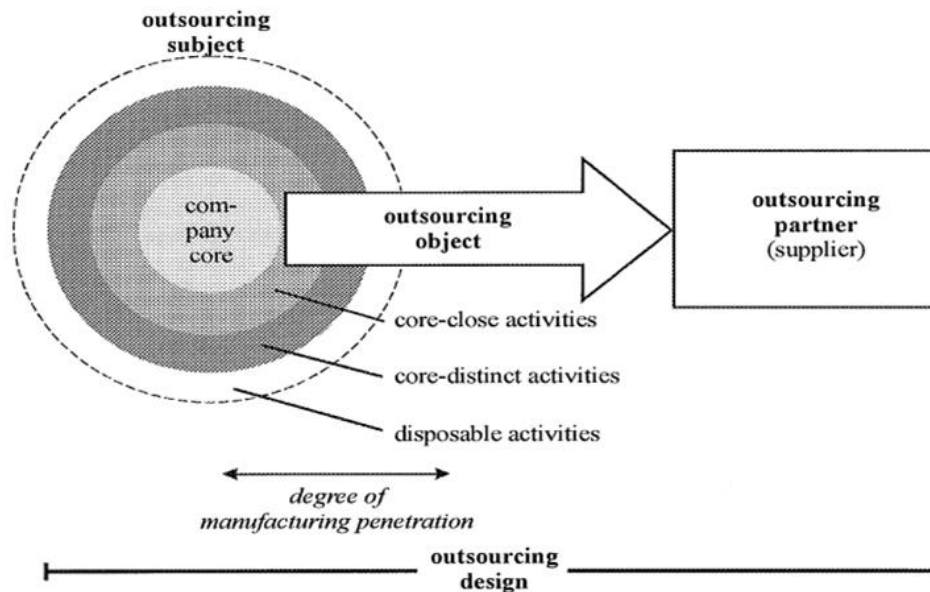 outsourcing
subject
com-
pany
core
outsourcing
object
outsourcing
partner
(supplier)
core-close activities
core-distinct activities
disposable activities
degree of
manufacturing penetration
outsourcing
design